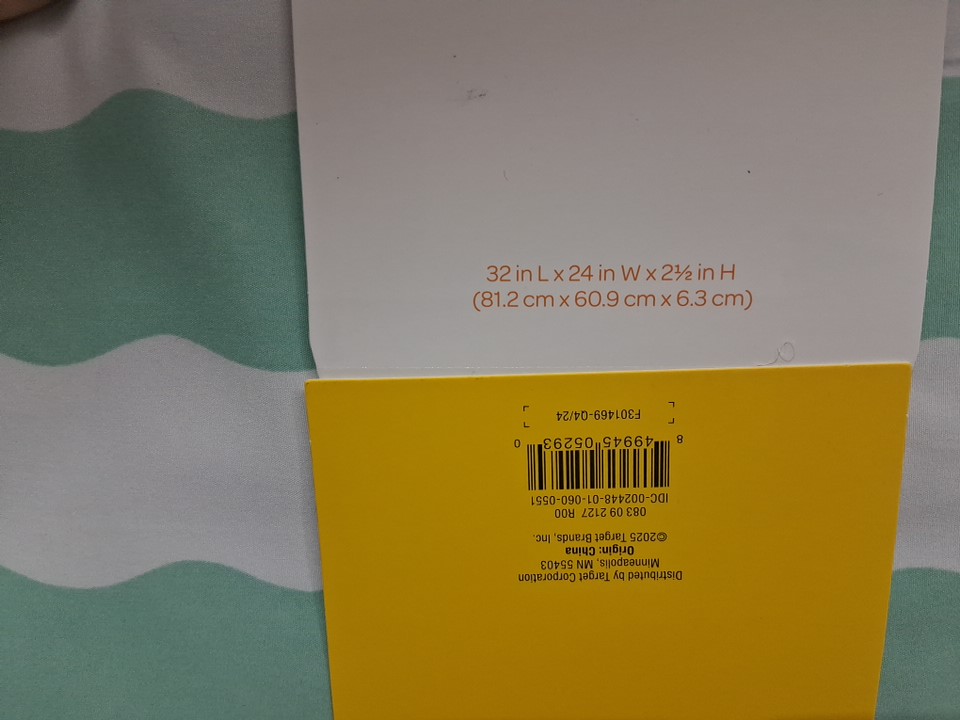 32 in L x 24 in W x 2½ in H
(81.2 cm x 60.9 cm x 6.3 cm)
Distributed by Target Corporation
Minneapolis, MN 55403
Origin: China
©2025 Target Brands, Inc.
083 09 2127 R00
IDC-002448-01-060-0551
8 49945 05293 0
F301469-Q4/24